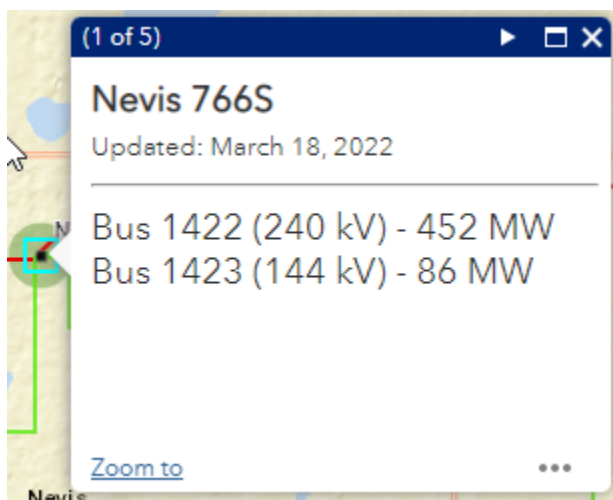 (1 of 5)
Nevis 766S
Updated: March 18, 2022
N
Bus 1422 (240 kV) - 452 MW
Bus 1423 (144 kV) - 86 MW
Zoom to
Nevis